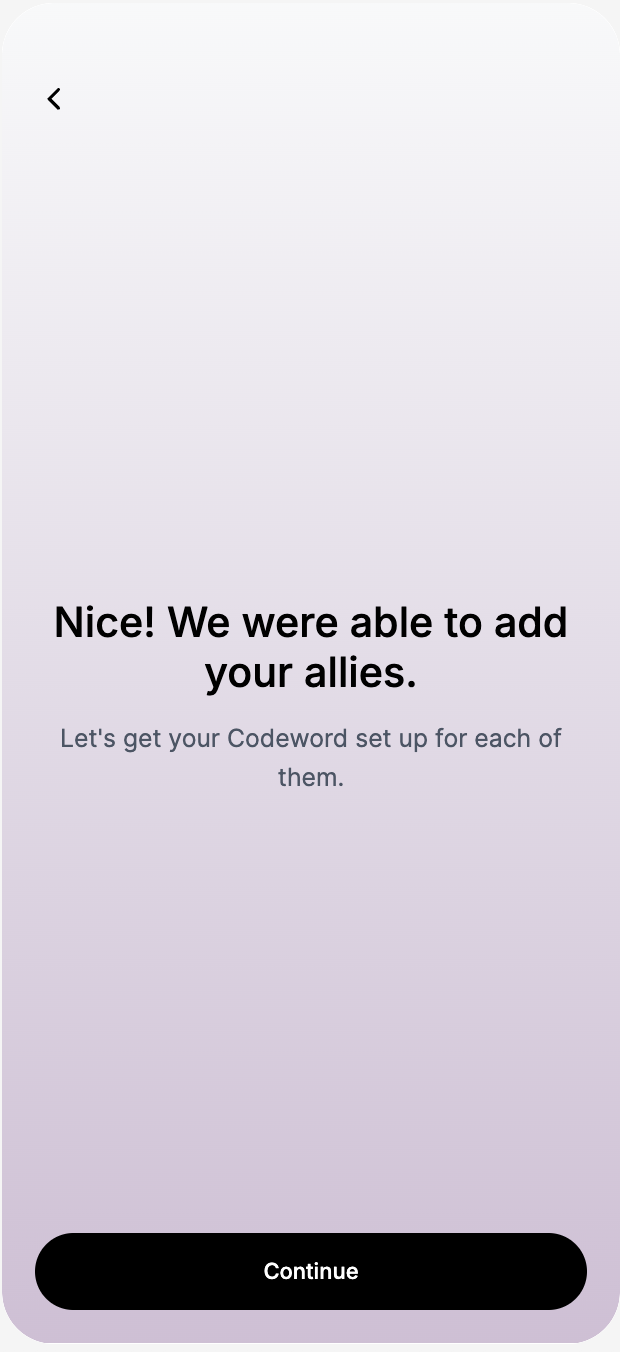 Nice! We were able to add
your allies.
Let's get your Codeword set up for each of
them.
Continue